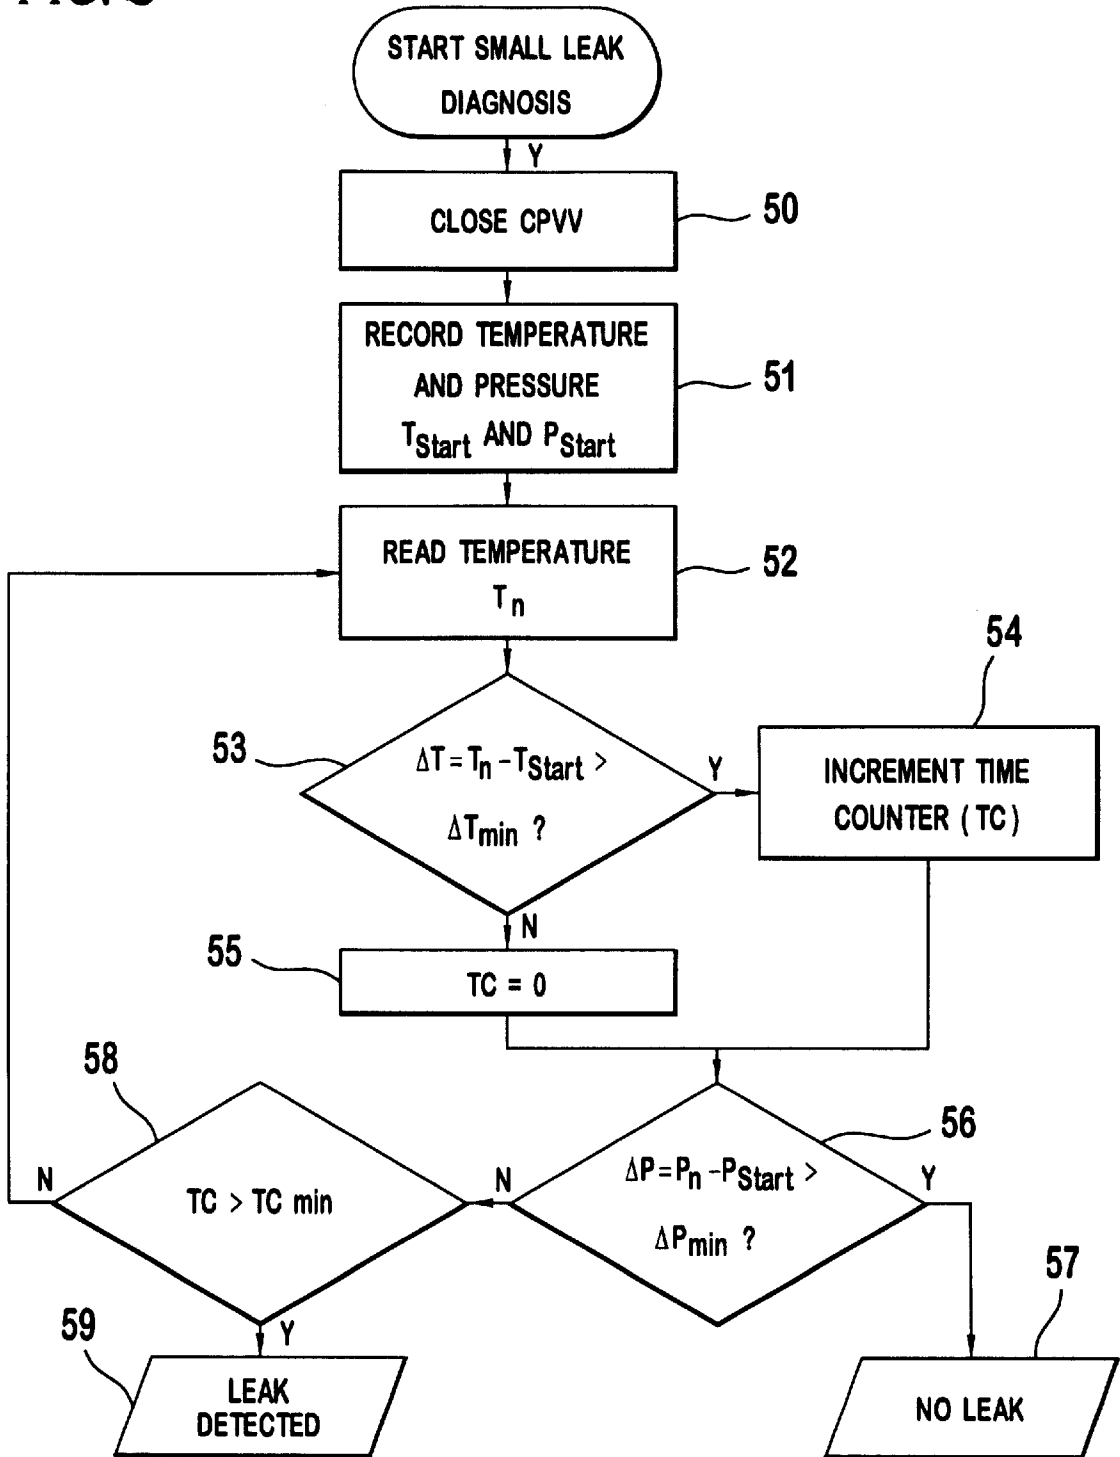 START SMALL LEAK
DIAGNOSIS
Y
CLOSE CPVV
50
RECORD TEMPERATURE
AND PRESSURE
TStart AND PStart
51
READ TEMPERATURE
Tn
52
54
53
ΔT = Tn - TStart >
ΔTmin ?
Y
INCREMENT TIME
COUNTER (TC)
N
55
TC = 0
58
56
N
TC > TC min
N
ΔP = Pn - PStart >
ΔPmin ?
Y
57
59
Y
LEAK
DETECTED
NO LEAK